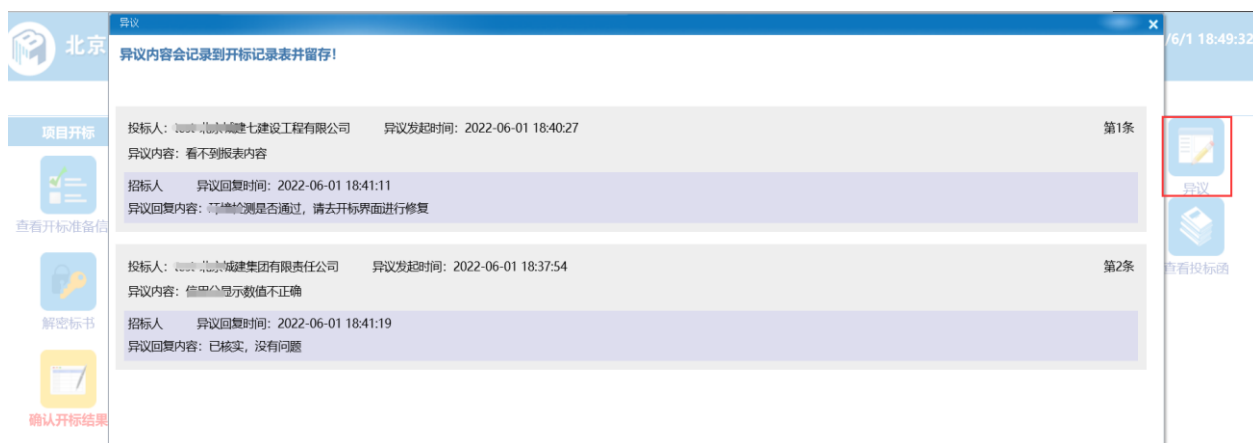 异议
异议内容会记录到开标记录表并留存!
北京
/6/1 18:49:32
项目开标
查看开标准备信
解密标书
确认开标结果
投标人: 城建七建设工程有限公司 异议发起时间: 2022-06-01 18:40:27 第1条
异议内容: 看不到报表内容
招标人 异议回复时间: 2022-06-01 18:41:11
异议回复内容: 检测是否通过, 请去开标界面进行修复
投标人: 城建集团有限责任公司 异议发起时间: 2022-06-01 18:37:54 第2条
异议内容: 显示数值不正确
招标人 异议回复时间: 2022-06-01 18:41:19
异议回复内容: 已核实, 没有问题
异议
查看投标函